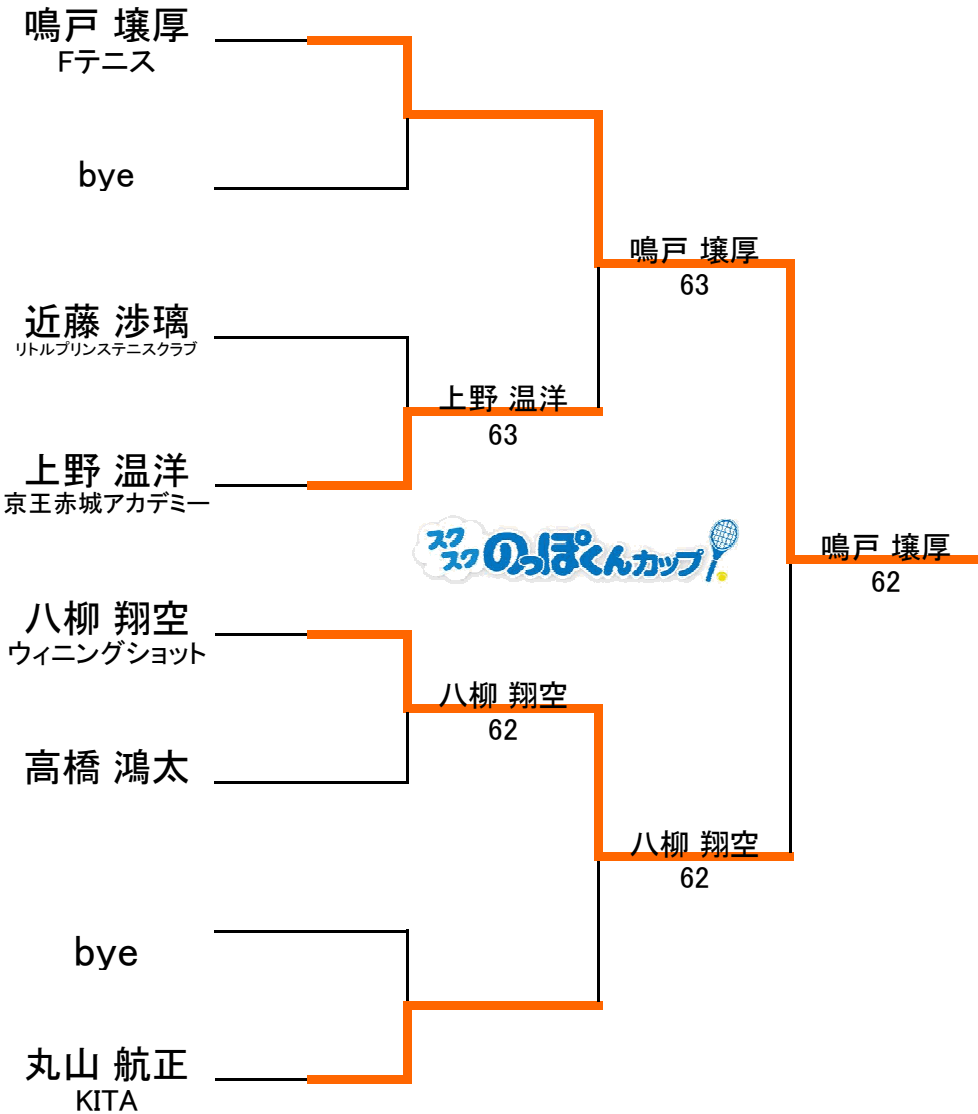 鳴戸 壌厚
Fテニス
bye
鳴戸 壌厚
63
近藤 渉璃
リトルプリンステニスクラブ
上野 温洋
63
上野 温洋
京王赤城アカデミー
スクスクのっぽくんカップ
鳴戸 壌厚
62
八柳 翔空
ウィニングショット
八柳 翔空
62
高橋 鴻太
八柳 翔空
62
bye
丸山 航正
KITA